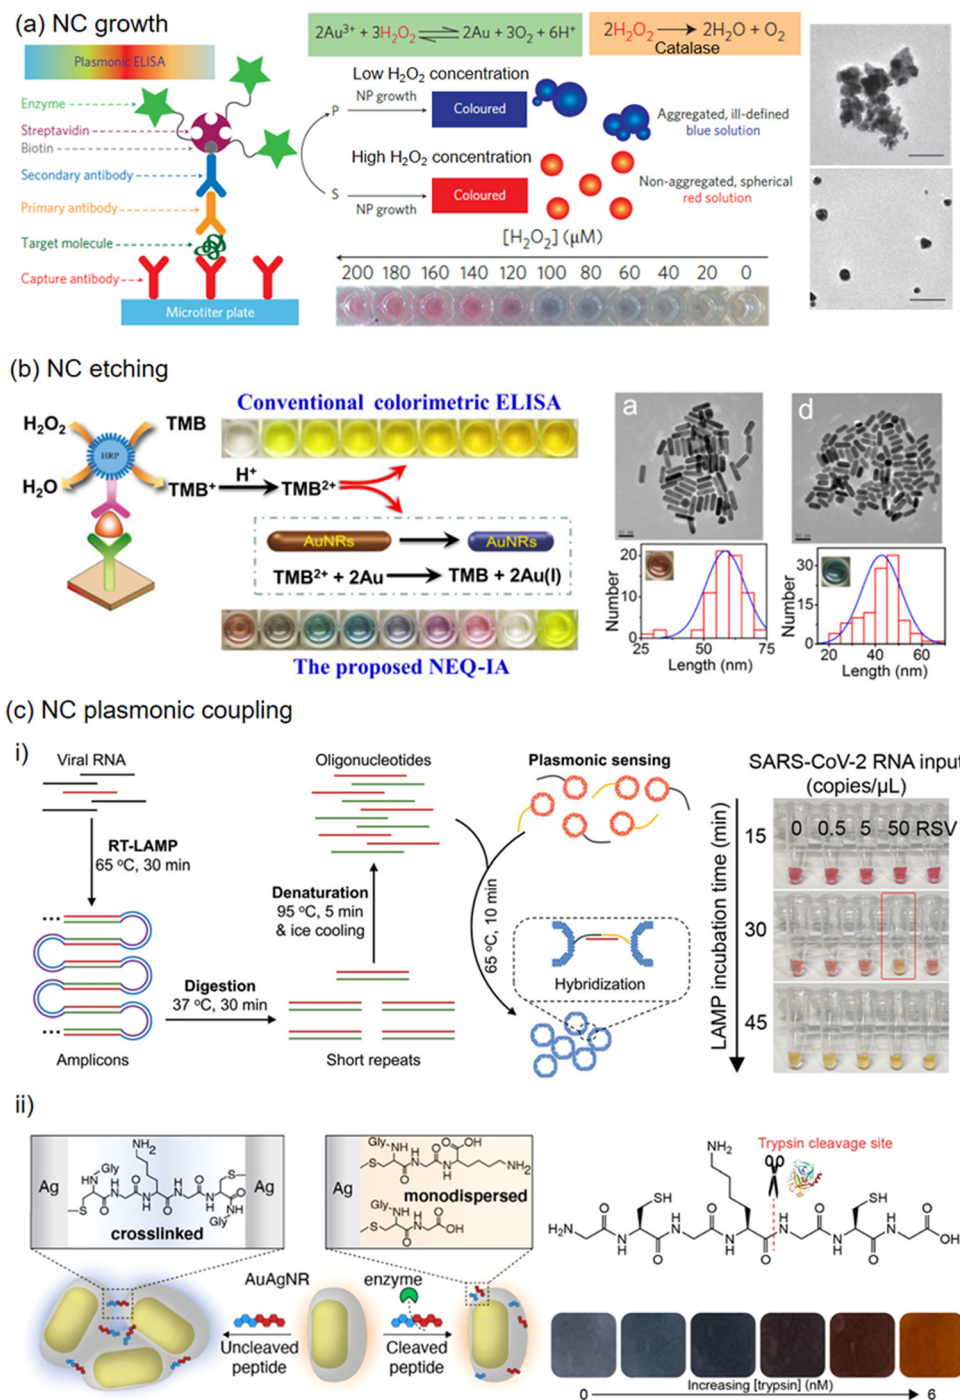 (a) NC growth
Plasmonic ELISA
Enzyme
Streptavidin
Biotin
Secondary antibody
Primary antibody
Target molecule
Capture antibody
Microtiter plate
2Au³⁺ + 3H₂O₂ ⇌ 2Au + 3O₂ + 6H⁺
2H₂O₂ → 2H₂O + O₂
Catalase
Low H₂O₂ concentration
P
NP growth
Coloured
Aggregated, ill-defined
blue solution
High H₂O₂ concentration
S
NP growth
Coloured
Non-aggregated, spherical
red solution
[H₂O₂] (μM)
200 180 160 140 120 100 80 60 40 20 0
(b) NC etching
H₂O₂
TMB
HRP
H₂O
TMB⁺
H⁺
TMB²⁺
Conventional colorimetric ELISA
AuNRs
AuNRs
TMB²⁺ + 2Au → TMB + 2Au(I)
The proposed NEQ-IA
a
20
10
0
Number
25 50 75
Length (nm)
d
30
15
0
Number
20 40 60
Length (nm)
(c) NC plasmonic coupling
i)
Viral RNA
RT-LAMP
65 °C, 30 min
Amplicons
Digestion
37 °C, 30 min
Short repeats
Denaturation
95 °C, 5 min
& ice cooling
Oligonucleotides
Plasmonic sensing
65 °C, 10 min
Hybridization
SARS-CoV-2 RNA input
(copies/μL)
LAMP incubation time (min)
15
0 0.5 5 50 RSV
30
45
ii)
Ag
Gly
NH
NH₂
O
H
N
S
crosslinked
Ag
Ag
Gly
NH
OH
NH₂
monodispersed
OH
AuAgNR
enzyme
Uncleaved
peptide
Cleaved
peptide
Trypsin cleavage site
NH₂
SH
SH
H₂N
OH
Increasing [trypsin] (nM)
0
6